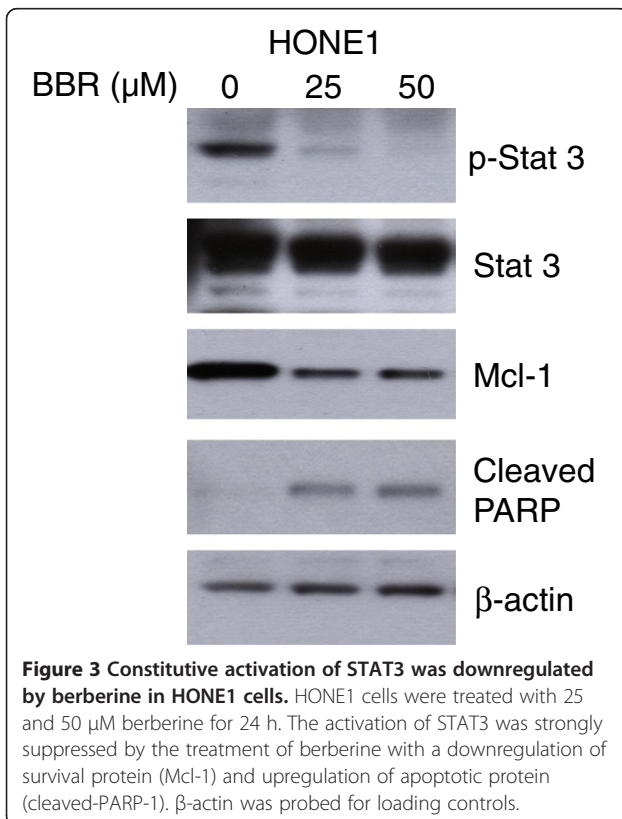 HONE1
BBR (µM) 0 25 50
p-Stat 3
Stat 3
Mcl-1
Cleaved
PARP
β-actin
Figure 3 Constitutive activation of STAT3 was downregulated
by berberine in HONE1 cells. HONE1 cells were treated with 25
and 50 µM berberine for 24 h. The activation of STAT3 was strongly
suppressed by the treatment of berberine with a downregulation of
survival protein (Mcl-1) and upregulation of apoptotic protein
(cleaved-PARP-1). β-actin was probed for loading controls.